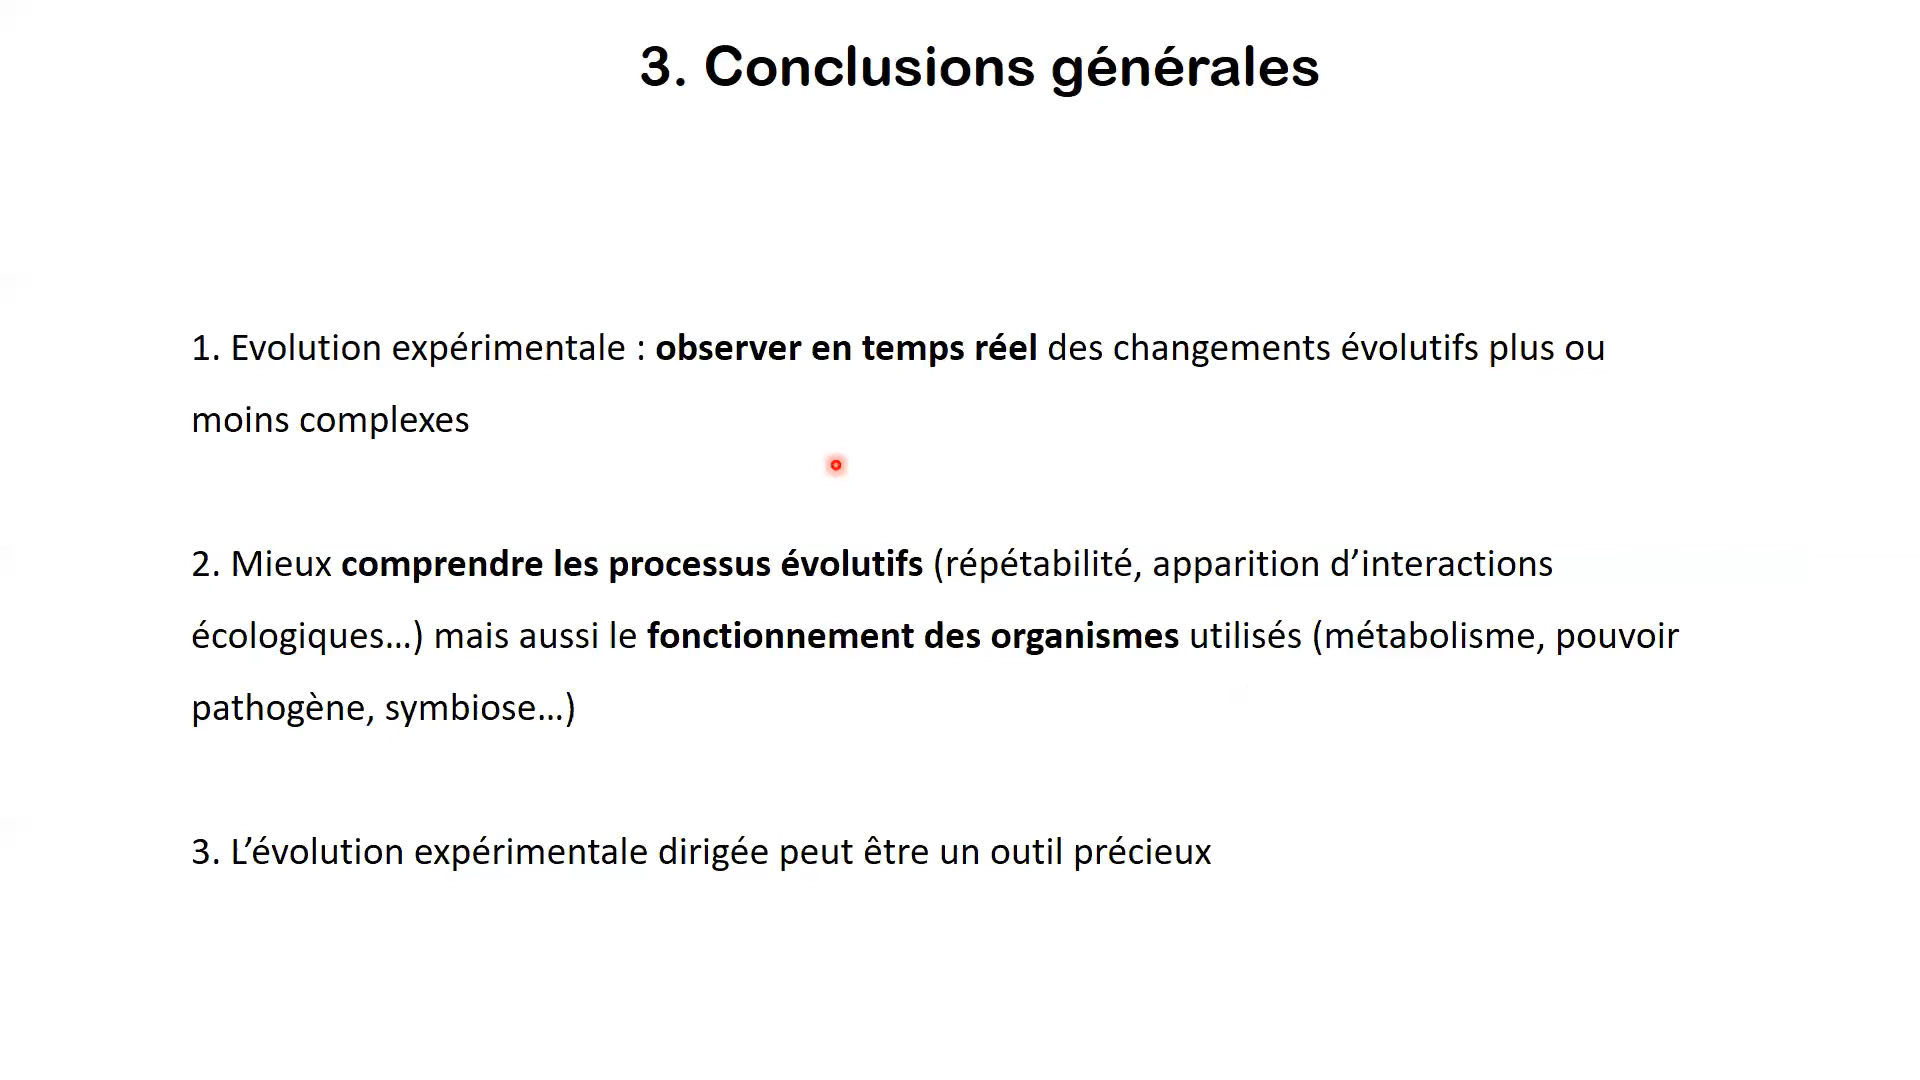 3. Conclusions générales
1. Evolution expérimentale : observer en temps réel des changements évolutifs plus ou
moins complexes
2. Mieux comprendre les processus évolutifs (répétabilité, apparition d’interactions
écologiques…) mais aussi le fonctionnement des organismes utilisés (métabolisme, pouvoir
pathogène, symbiose…)
3. L’évolution expérimentale dirigée peut être un outil précieux